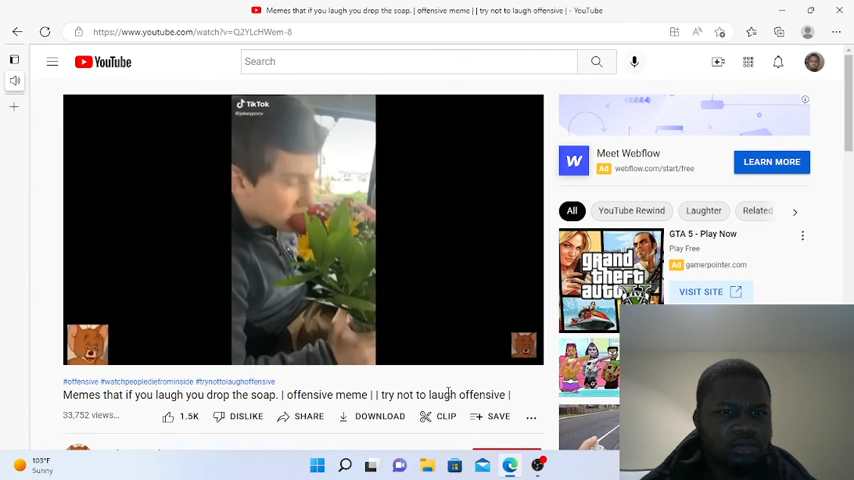 Memes that if you laugh you drop the soap. | offensive meme | | try not to laugh offensive | - YouTube
https://www.youtube.com/watch?v=Q2YLcHWem-8
YouTube
Search
TikTok
@jakeypoov
Meet Webflow
Ad webflow.com/start/free
LEARN MORE
All
YouTube Rewind
Laughter
Related
GTA 5 - Play Now
Play Free
Ad gamerpointer.com
VISIT SITE
grand
theft
auto
#offensive #watchpeoplediefrominside #trynottolaughoffensive
Memes that if you laugh you drop the soap. | offensive meme | | try not to laugh offensive |
33,752 views...
1.5K
DISLIKE
SHARE
DOWNLOAD
CLIP
SAVE
103°F
Sunny